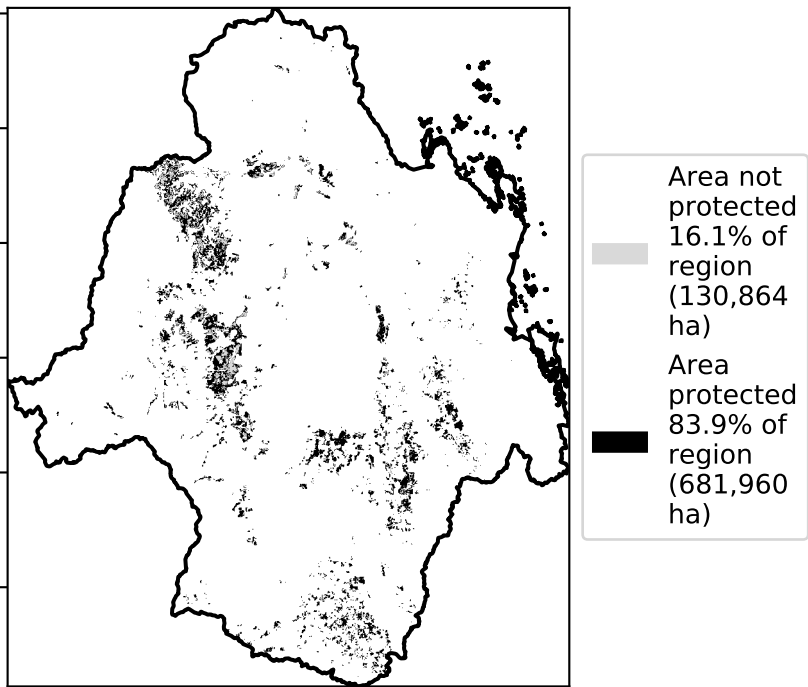 Area not
protected
16.1% of
region
(130,864
ha)
Area
protected
83.9% of
region
(681,960
ha)